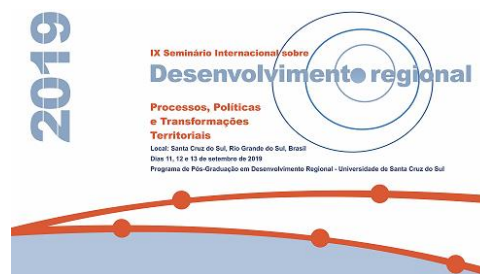 2019
IX Seminário Internacional sobre
Desenvolvimento regional
Processos, Políticas
e Transformações
Territoriais
Local: Santa Cruz do Sul, Rio Grande do Sul, Brasil
Dias 11, 12 e 13 de setembro de 2019
Programa de Pós-Graduação em Desenvolvimento Regional - Universidade de Santa Cruz do Sul